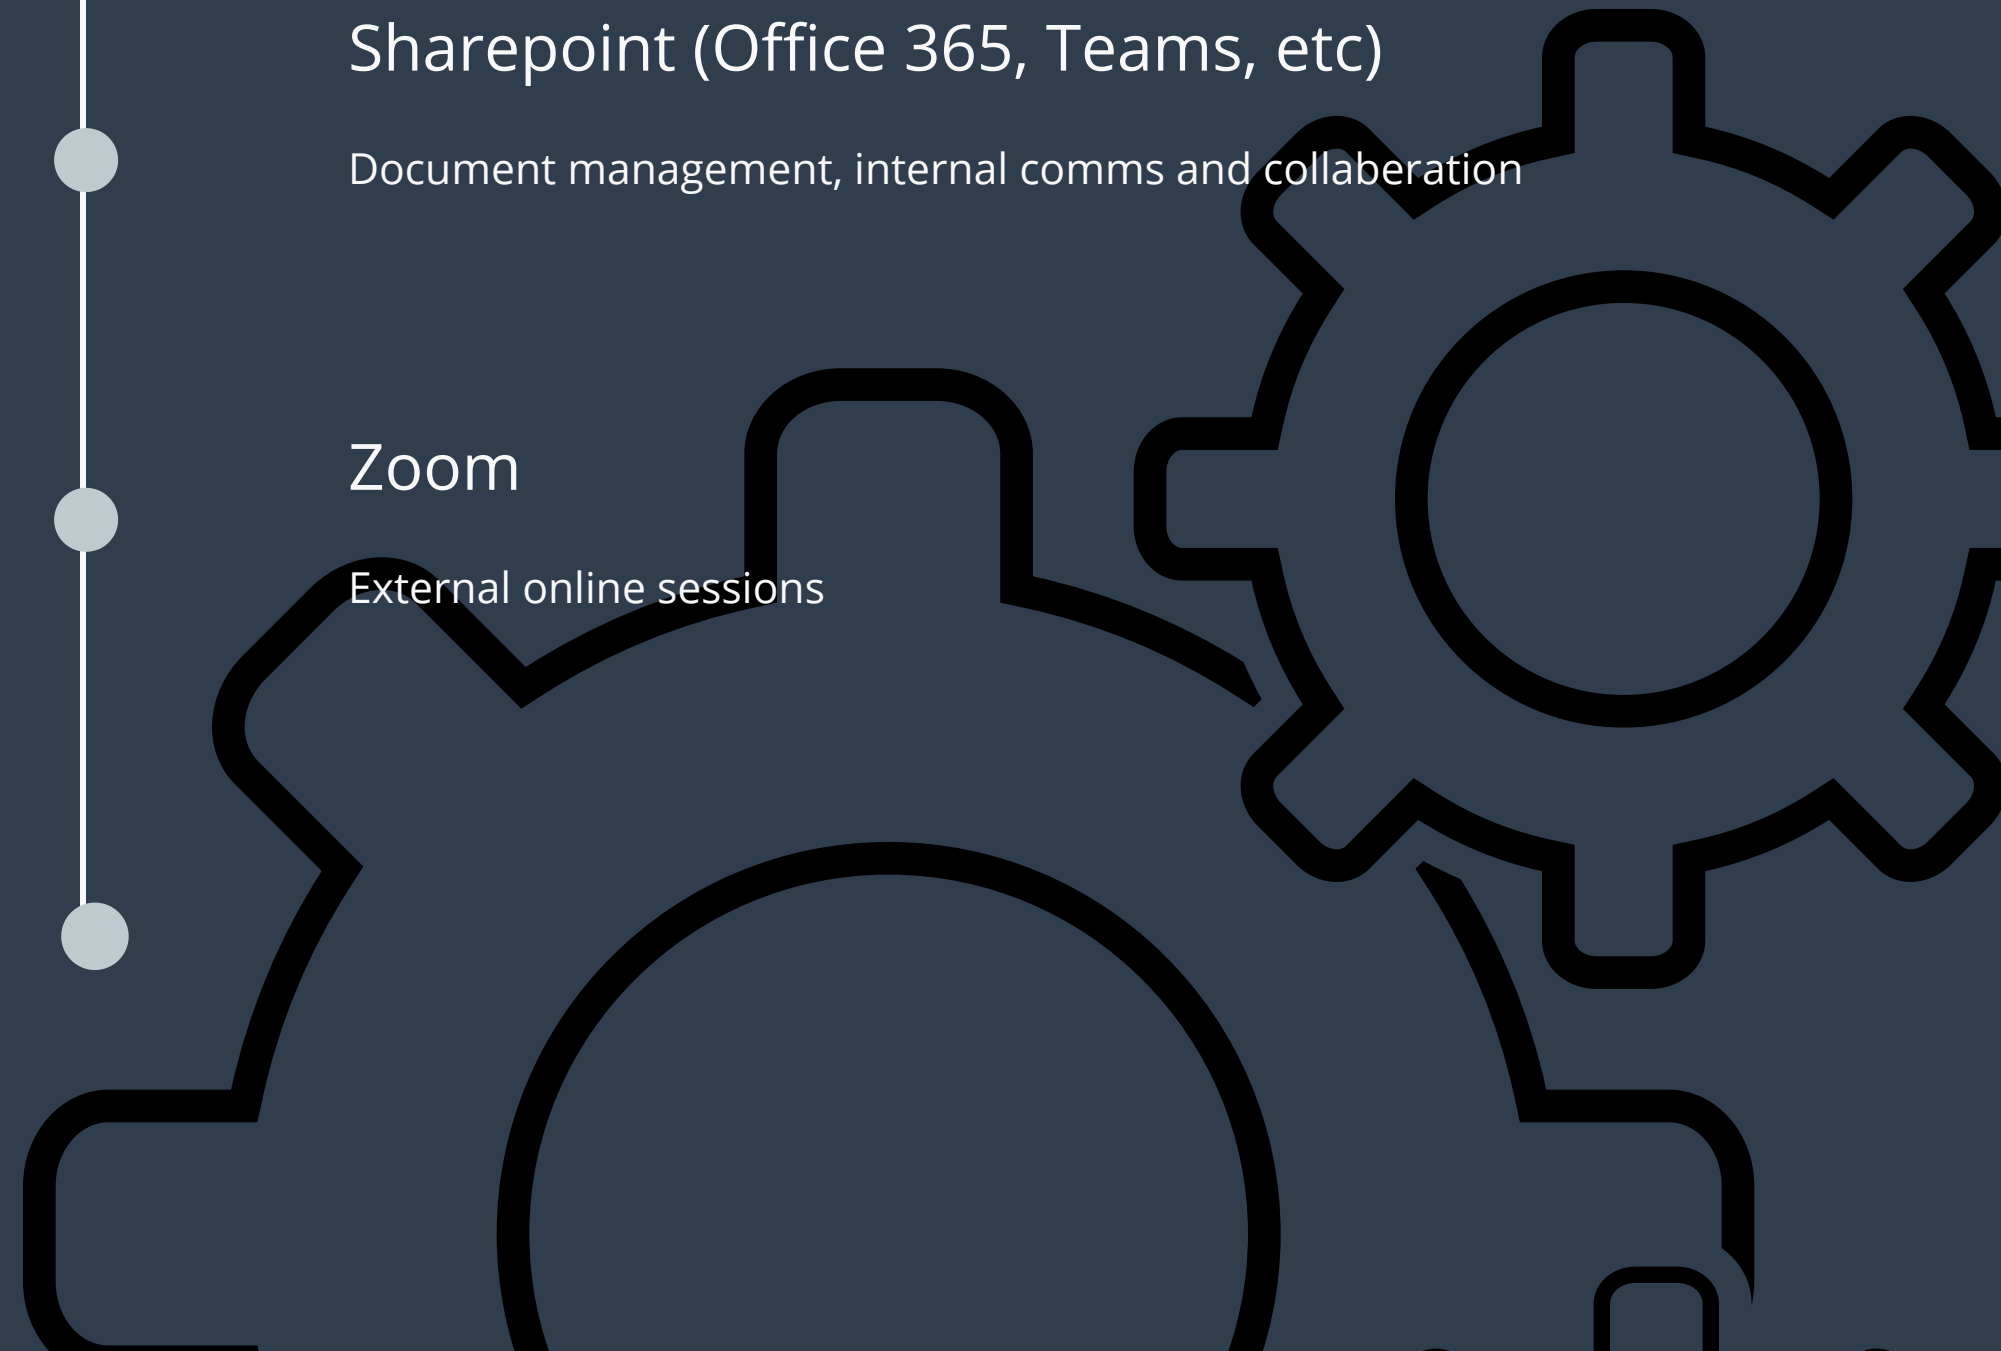 Sharepoint (Office 365, Teams, etc)
Document management, internal comms and collaberation
Zoom
External online sessions